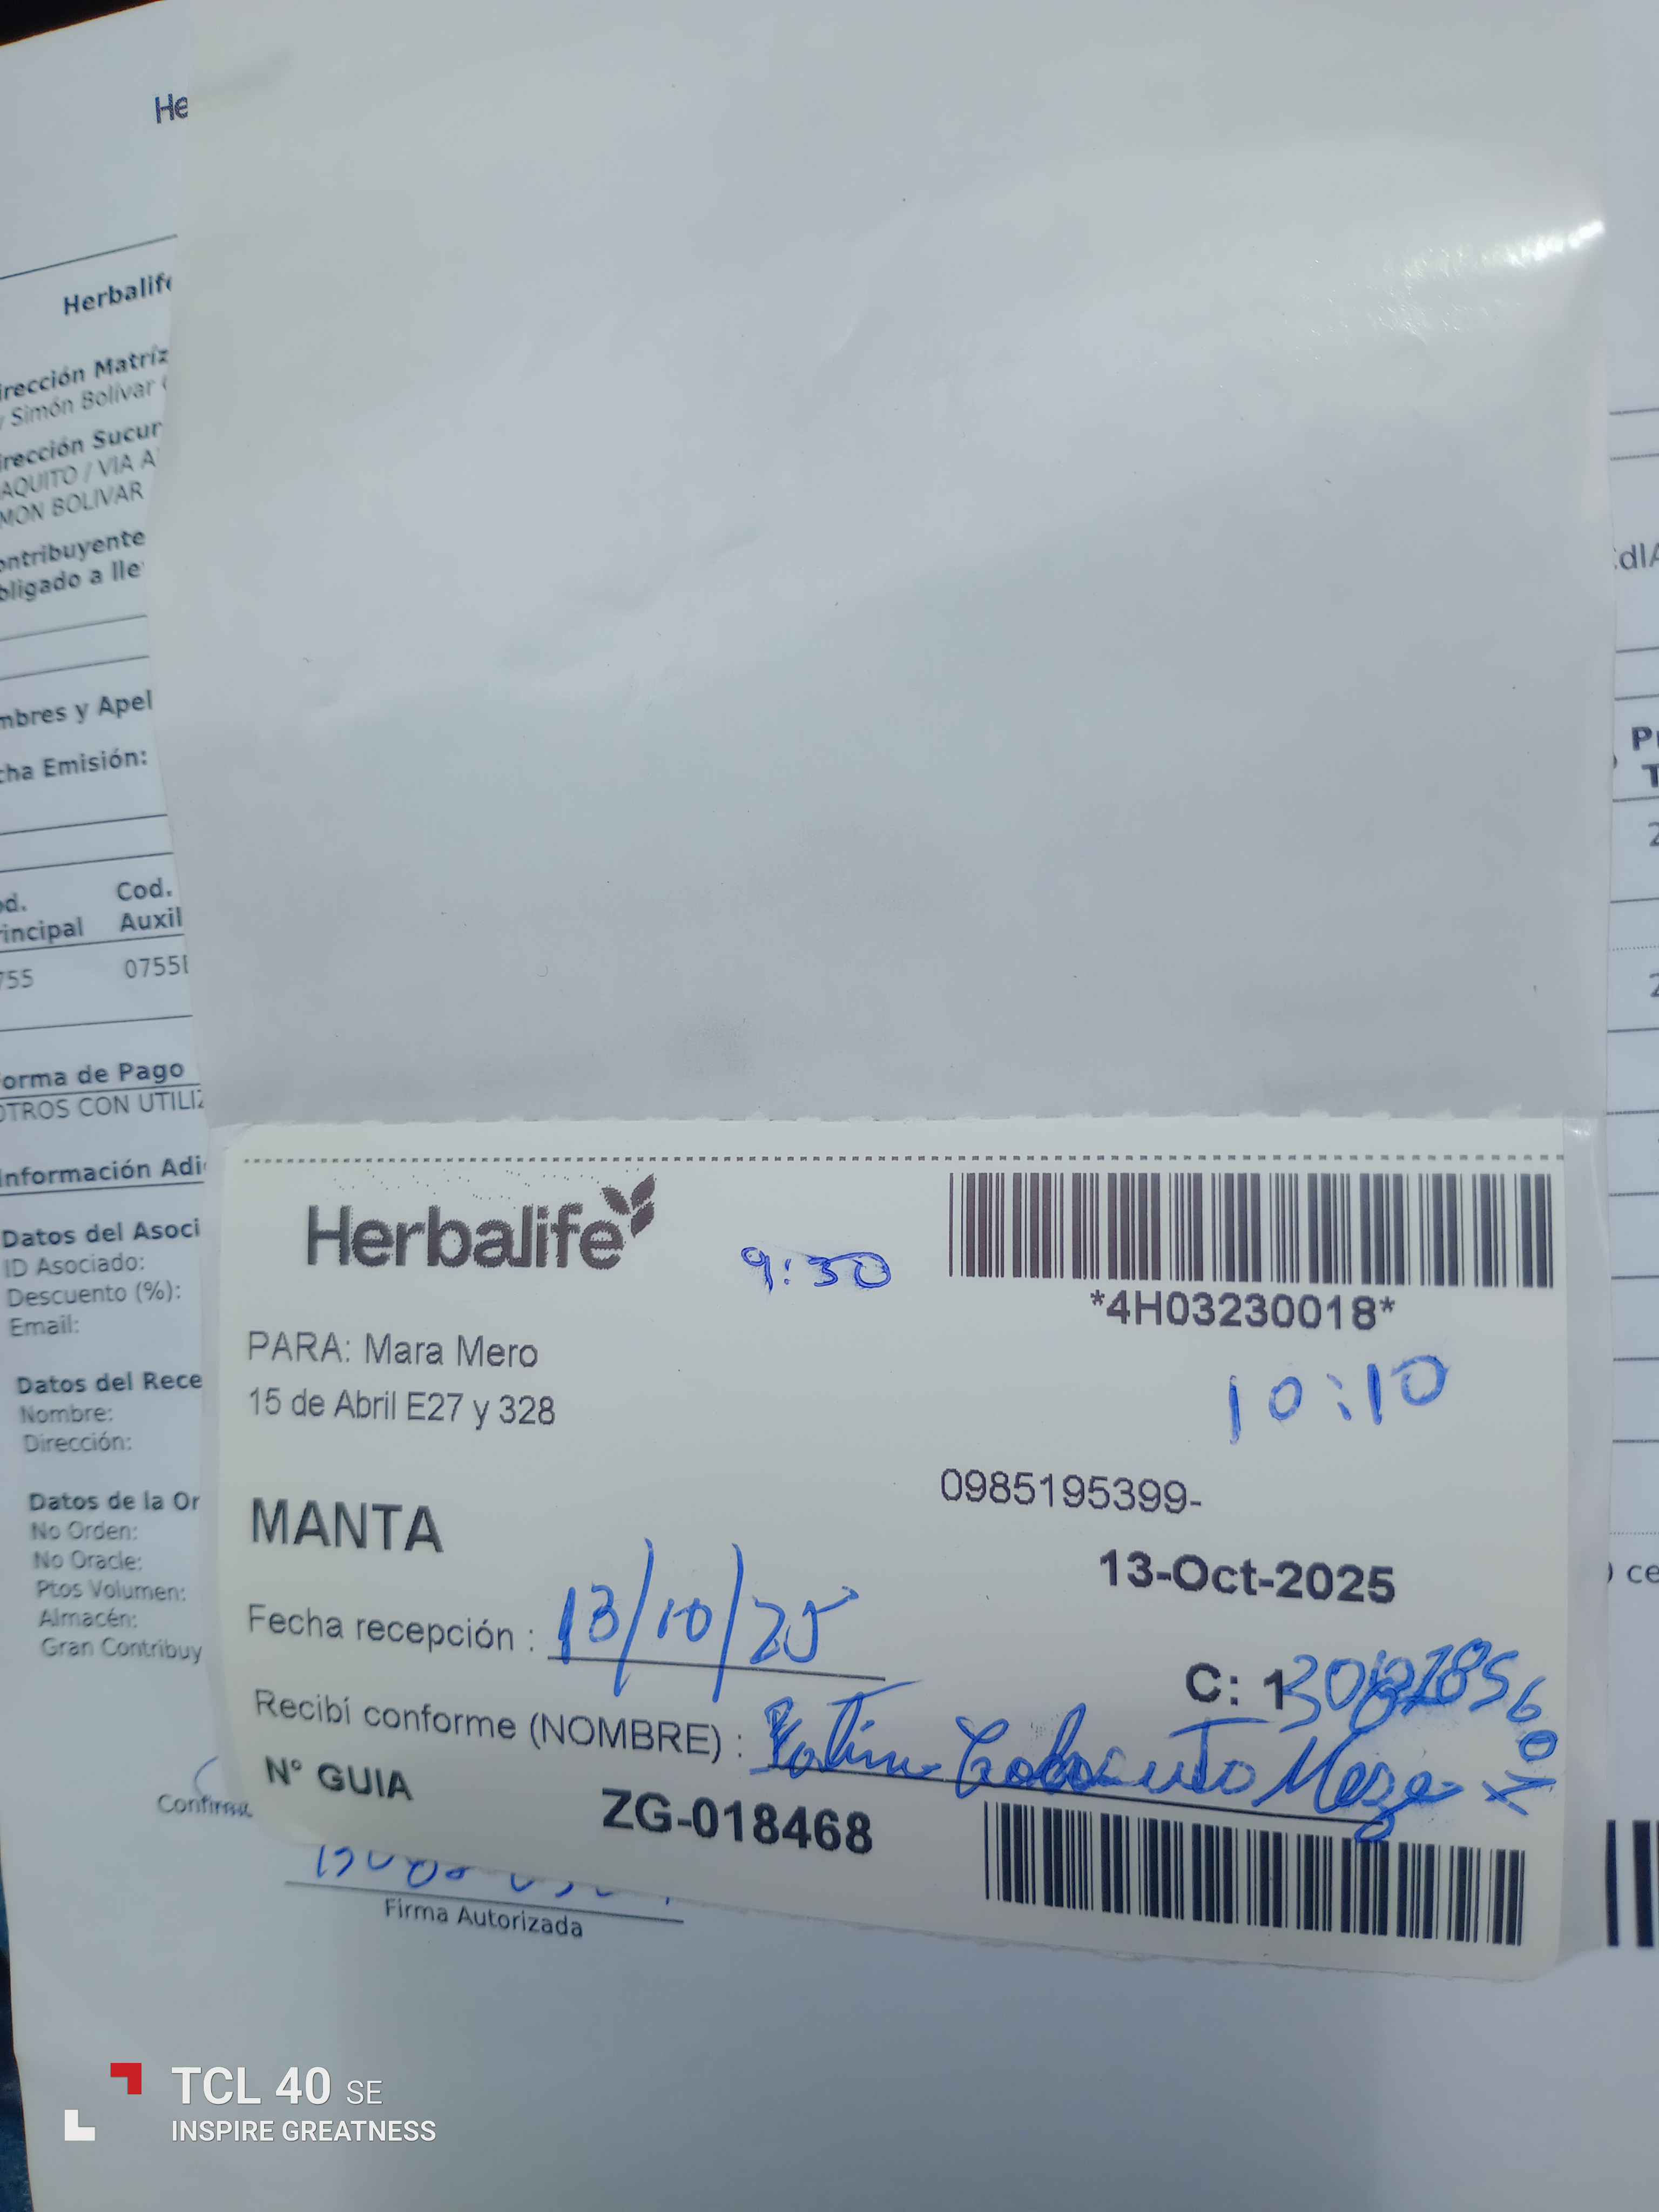 He
Herbalife
irección Matríz
Simón Bolívar
irección Sucur
AQUITO / VIA A
MON BOLIVAR
ontribuyente
bligado a lle
mbres y Apel
cha Emisión:
od. Cod.
rincipal Auxil
755 0755
orma de Pago
OTROS CON UTILIZ
Información Adi
Datos del Asoci
ID Asociado:
Descuento (%):
Email:
Datos del Rece
Nombre:
Dirección:
Datos de la Or
No Orden:
No Oracle:
Ptos Volumen:
Almacén:
Gran Contribuy
Herbalife
9:30
*4H03230018*
PARA: Mara Mero
10:10
15 de Abril E27 y 328
0985195399-
MANTA
13-Oct-2025
Fecha recepción : 13/10/25
C: 1
Recibí conforme (NOMBRE) :
N° GUIA
ZG-018468
Firma Autorizada
TCL 40 SE
INSPIRE GREATNESS